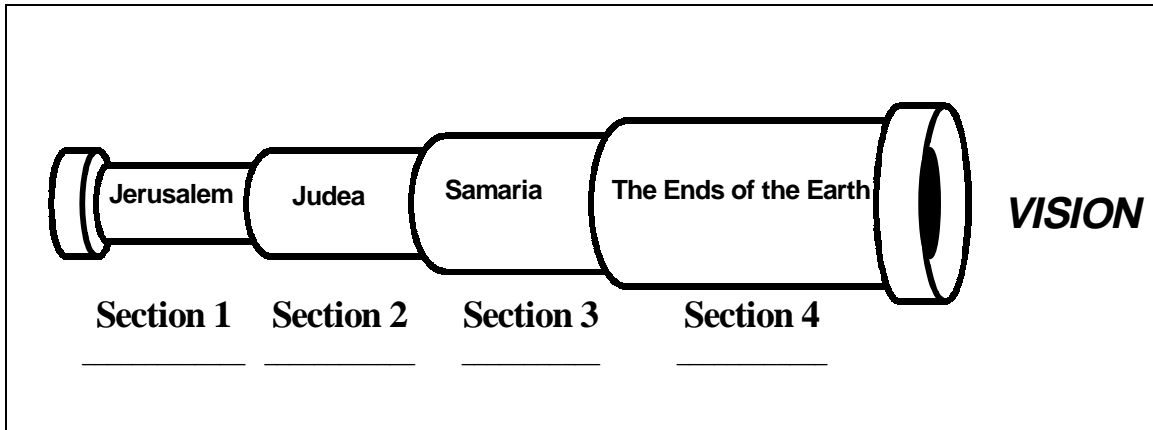 Jerusalem Judea Samaria The Ends of the Earth
VISION
Section 1 Section 2 Section 3 Section 4